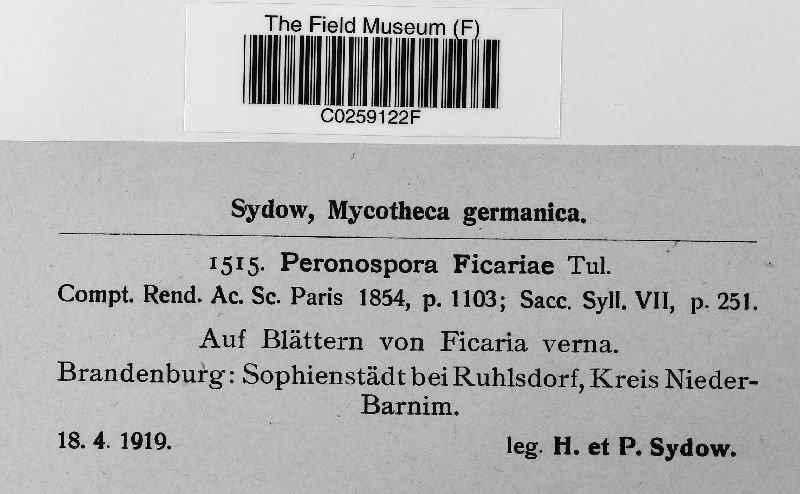 The Field Museum (F)
C0259122F
Sydow, Mycotheca germanica.
1515. Peronospora Ficariae Tul.
Compt. Rend. Ac. Sc. Paris 1854, p. 1103; Sacc. Syll. VII, p. 251.
Auf Blättern von Ficaria verna.
Brandenburg: Sophienstädt bei Ruhlsdorf, Kreis Nieder-
Barnim.
18. 4. 1919.
leg. H. et P. Sydow.